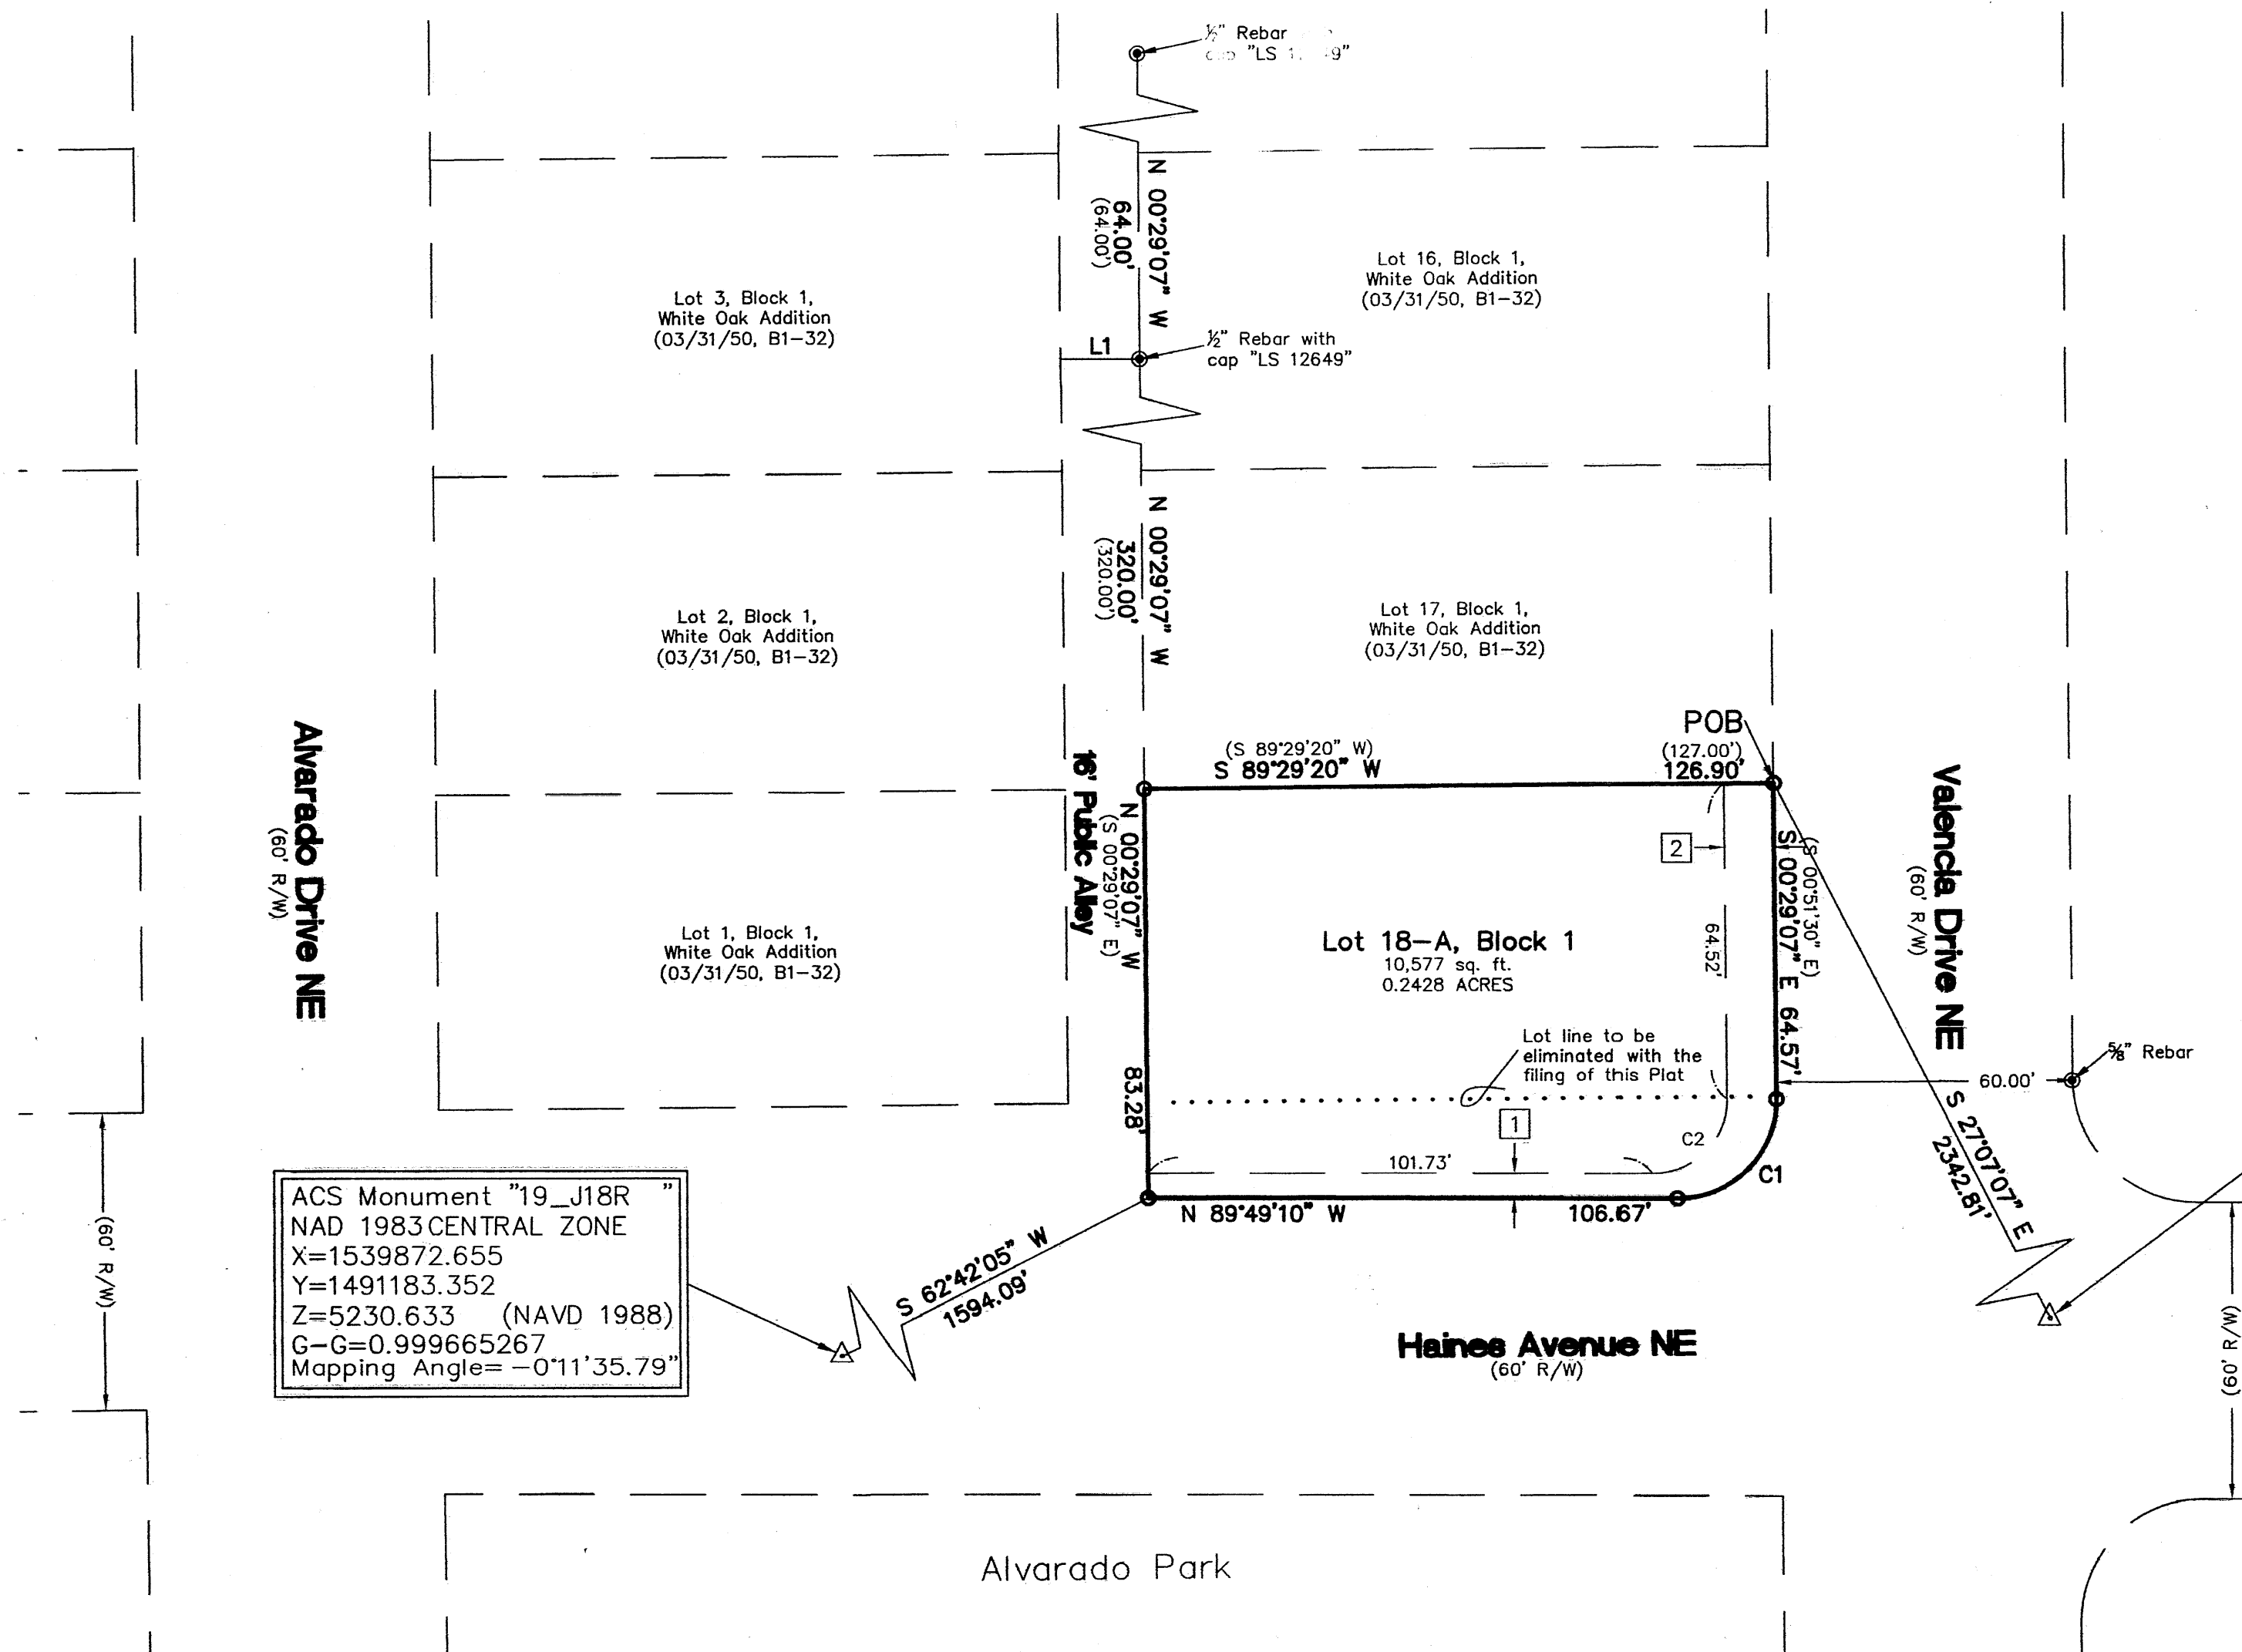 ½" Rebar
"LS
N 00°29'07" W
64.00'
(64.00')
Lot 16, Block 1,
White Oak Addition
(03/31/50, B1-32)
Lot 3, Block 1,
White Oak Addition
(03/31/50, B1-32)
L1
½" Rebar with
cap "LS 12649"
N 00°29'07" W
320.00'
(320.00')
Lot 2, Block 1,
White Oak Addition
(03/31/50, B1-32)
Lot 17, Block 1,
White Oak Addition
(03/31/50, B1-32)
POB
(S 89°29'20" W)
S 89°29'20" W
(127.00')
126.90'
Alvarado Drive NE
(60' R/W)
16' Public Alley
N 00°29'07" W
(S 00°29'07" E)
83.28'
2
(S 00°51'30" E)
S 00°29'07" E 64.57'
64.52'
Valencia Drive NE
(60' R/W)
Lot 1, Block 1,
White Oak Addition
(03/31/50, B1-32)
Lot 18-A, Block 1
10,577 sq. ft.
0.2428 ACRES
Lot line to be
eliminated with the
filing of this Plat
⅝" Rebar
60.00'
S 27°07'07" E
2342.81'
1
C2
C1
101.73'
N 89°49'10" W
106.67'
S 62°42'05" W
1594.09'
(60' R/W)
ACS Monument "19_J18R "
NAD 1983 CENTRAL ZONE
X=1539872.655
Y=1491183.352
Z=5230.633 (NAVD 1988)
G-G=0.999665267
Mapping Angle= -0°11'35.79"
Haines Avenue NE
(60' R/W)
(60' R/W)
Alvarado Park